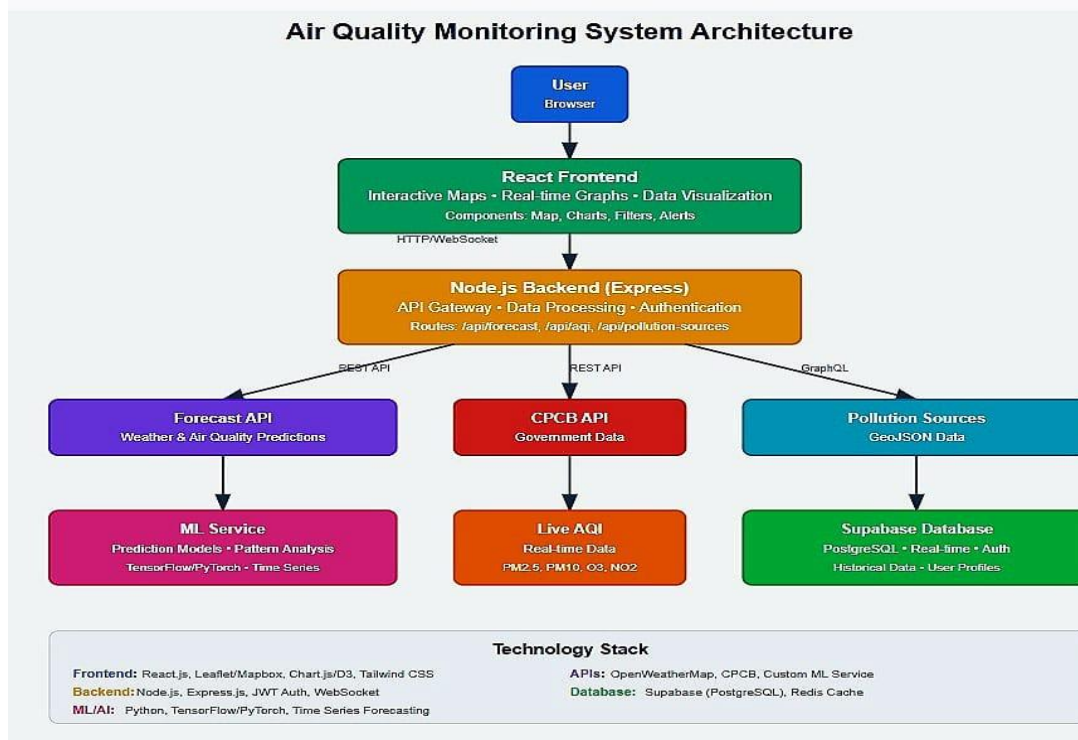 Air Quality Monitoring System Architecture
User
Browser
React Frontend
Interactive Maps • Real-time Graphs • Data Visualization
Components: Map, Charts, Filters, Alerts
HTTP/WebSocket
Node.js Backend (Express)
API Gateway • Data Processing • Authentication
Routes: /api/forecast, /api/aqi, /api/pollution-sources
REST API
REST API
GraphQL
Forecast API
Weather & Air Quality Predictions
CPCB API
Government Data
Pollution Sources
GeoJSON Data
ML Service
Prediction Models • Pattern Analysis
TensorFlow/PyTorch - Time Series
Live AQI
Real-time Data
PM2.5, PM10, O3, NO2
Supabase Database
PostgreSQL • Real-time • Auth
Historical Data - User Profiles
Technology Stack
Frontend: React.js, Leaflet/Mapbox, Chart.js/D3, Tailwind CSS
Backend: Node.js, Express.js, JWT Auth, WebSocket
ML/AI: Python, TensorFlow/PyTorch, Time Series Forecasting
APIs: OpenWeatherMap, CPCB, Custom ML Service
Database: Supabase (PostgreSQL), Redis Cache